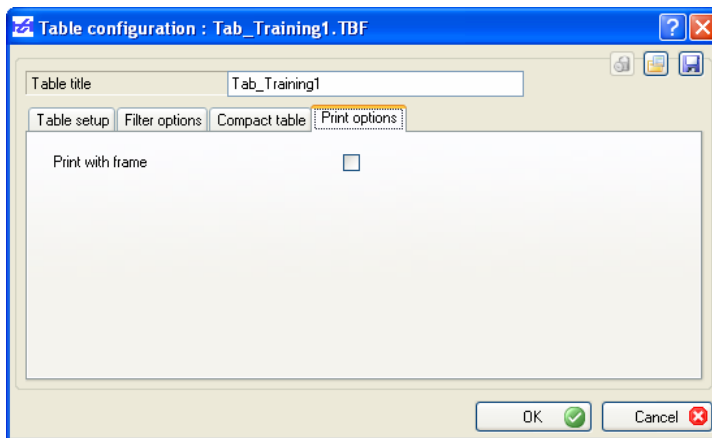 Table configuration : Tab_Training1.TBF
Table title Tab_Training1
Table setup Filter options Compact table Print options
Print with frame
OK Cancel